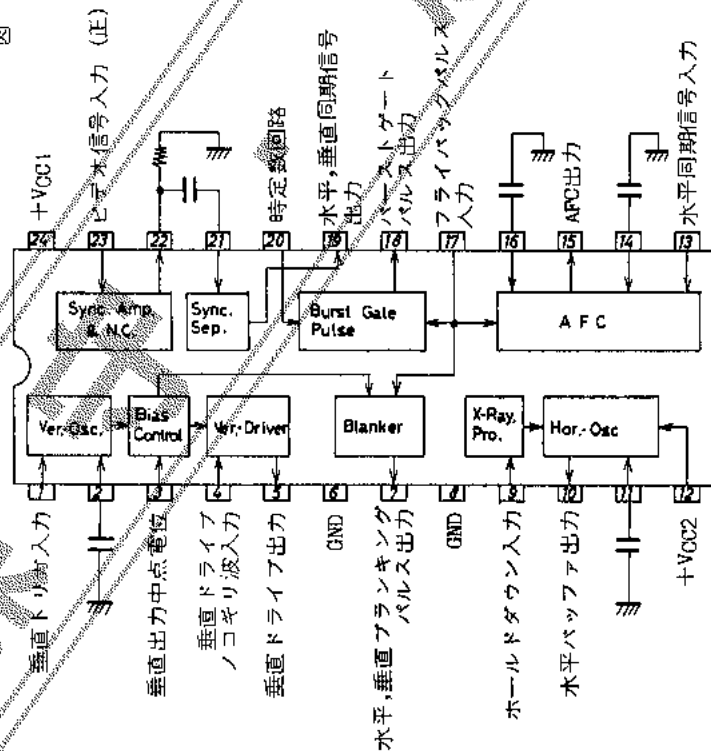 図
+VCC1
ビデオ信号入力 (正)
時定数回路
水平,垂直同期信号
出力
バーストゲート
パルス出力
フライバックパルス
入力
AFC出力
水平同期信号入力
24
23
22
21
20
19
18
17
16
15
14
13
Sync. Amp.
& N.C.
Sync.
Sep.
Burst Gate
Pulse
A F C
Ver.-Osc.
Bias
Control
Ver.-Driver
Blanker
X-Ray.
Pro.
Hor.-Osc
1
2
3
4
5
6
7
8
9
10
11
12
垂直トリガ入力
垂直出力中点電位
垂直ドライブ
ノコギリ波入力
垂直ドライブ出力
GND
水平,垂直ブランキング
パルス出力
GND
ホールドダウン入力
水平バッファ出力
+VCC2